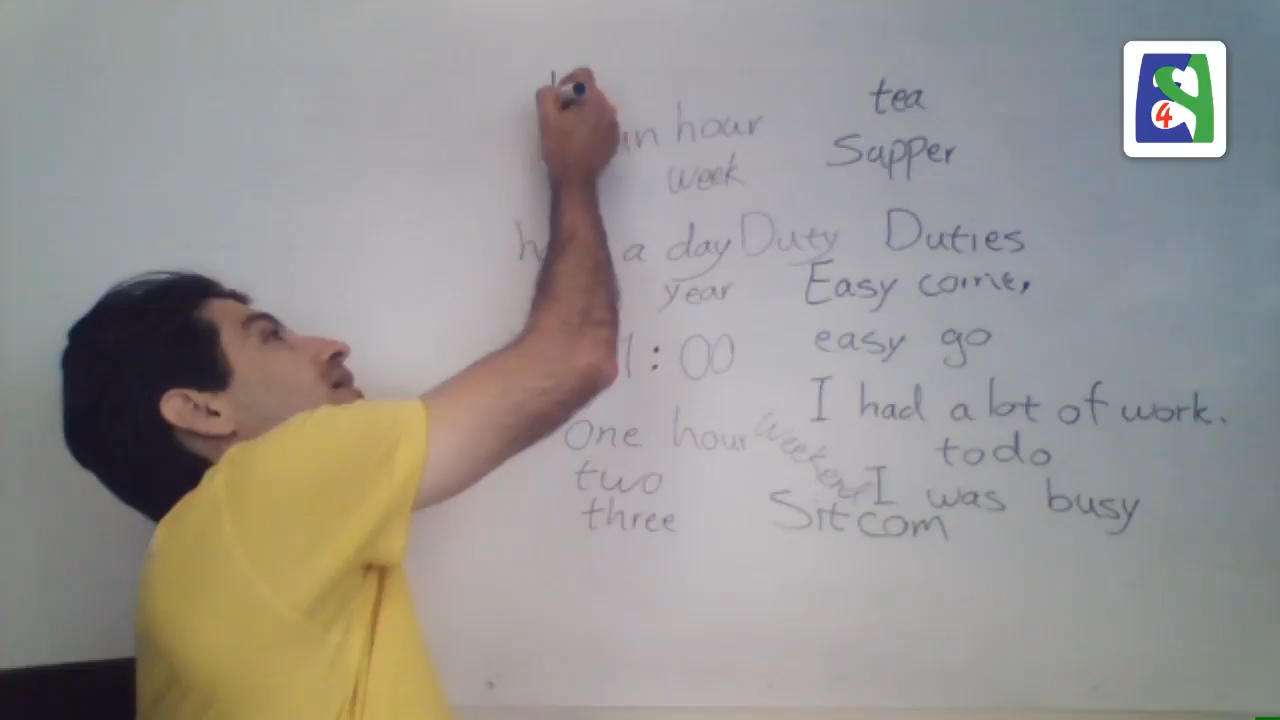 tea
an hour
Supper
week
a day Duty Duties
year
Easy come,
1:00
easy go
I had a lot of work.
to do
One hour weekend
two
I was busy
three
Sitcom
4